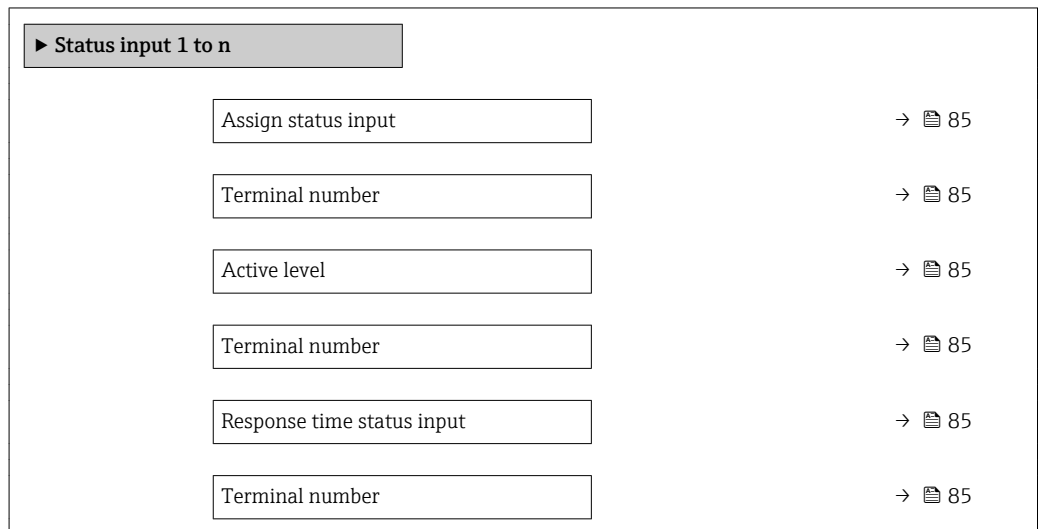 ▶ Status input 1 to n
Assign status input → 85
Terminal number → 85
Active level → 85
Terminal number → 85
Response time status input → 85
Terminal number → 85